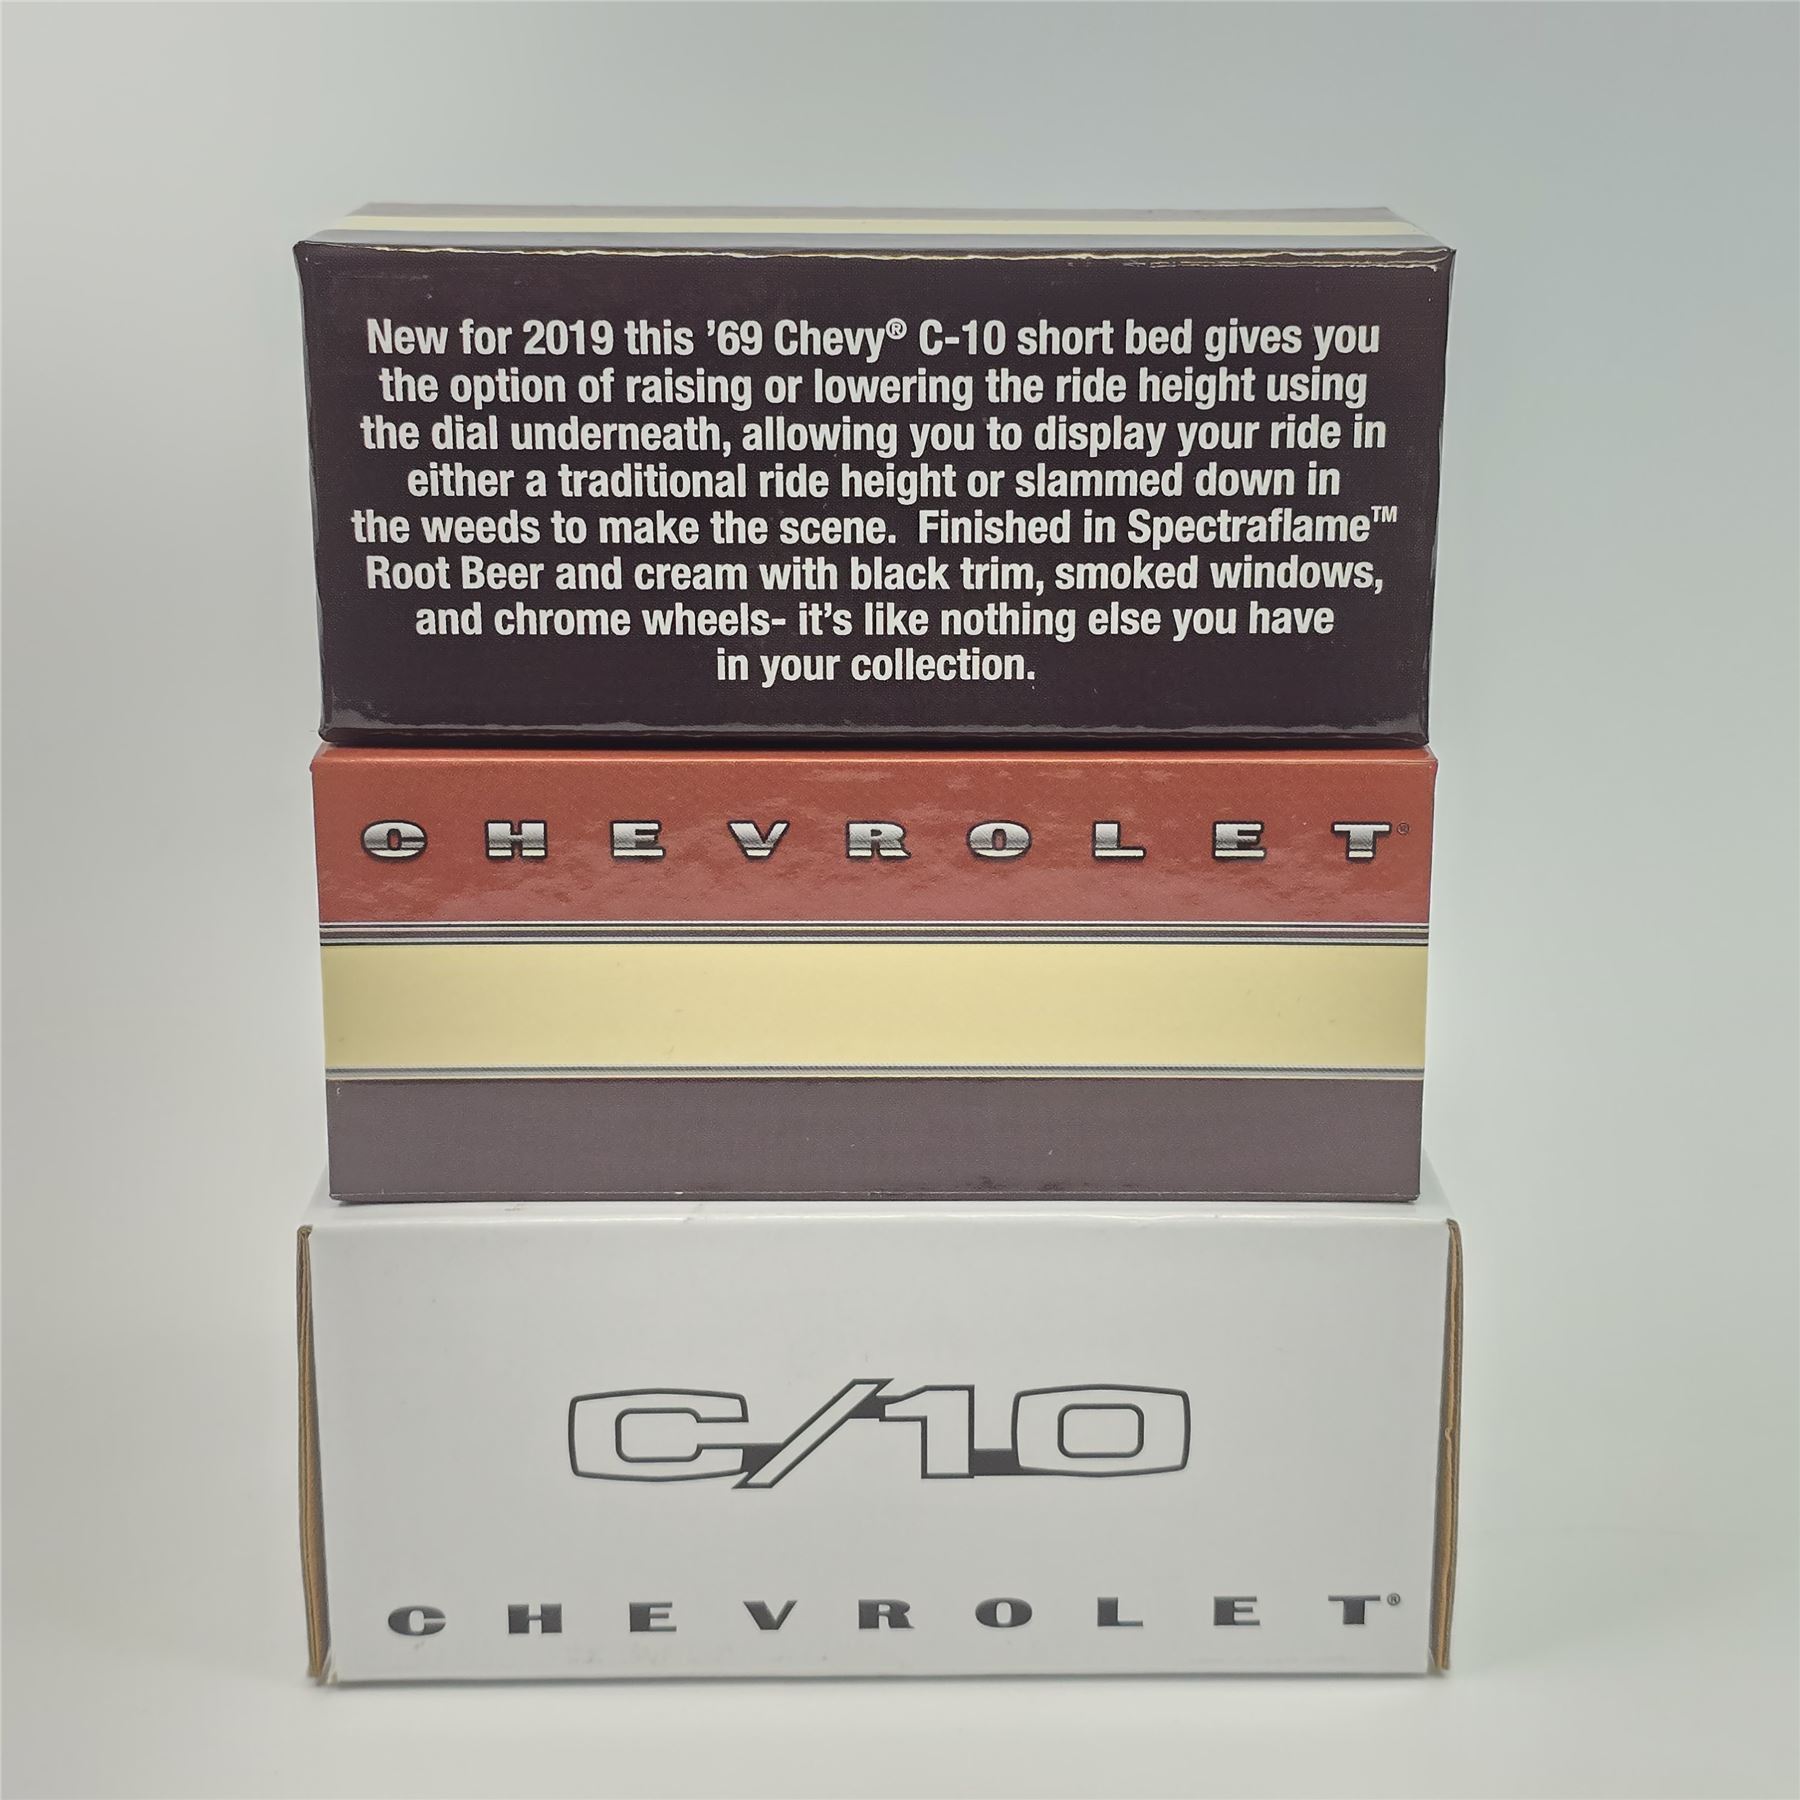 New for 2019 this ’69 Chevy® C-10 short bed gives you
the option of raising or lowering the ride height using
the dial underneath, allowing you to display your ride in
either a traditional ride height or slammed down in
the weeds to make the scene.  Finished in Spectraflame™
Root Beer and cream with black trim, smoked windows,
and chrome wheels- it’s like nothing else you have
in your collection.
CHEVROLET®
C/10
CHEVROLET®